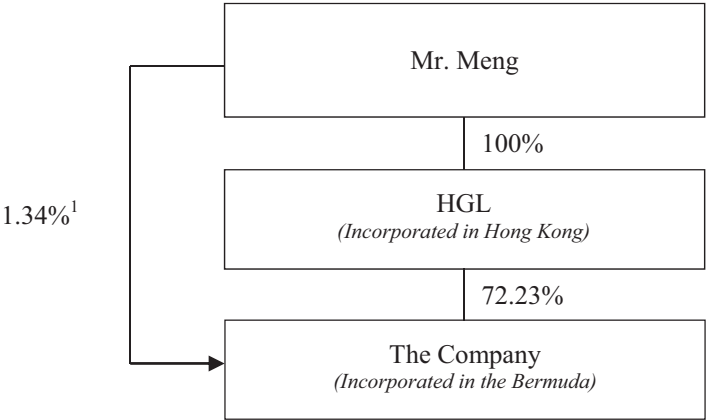 Mr. Meng
100%
HGL
(Incorporated in Hong Kong)
1.34%¹
72.23%
The Company
(Incorporated in the Bermuda)